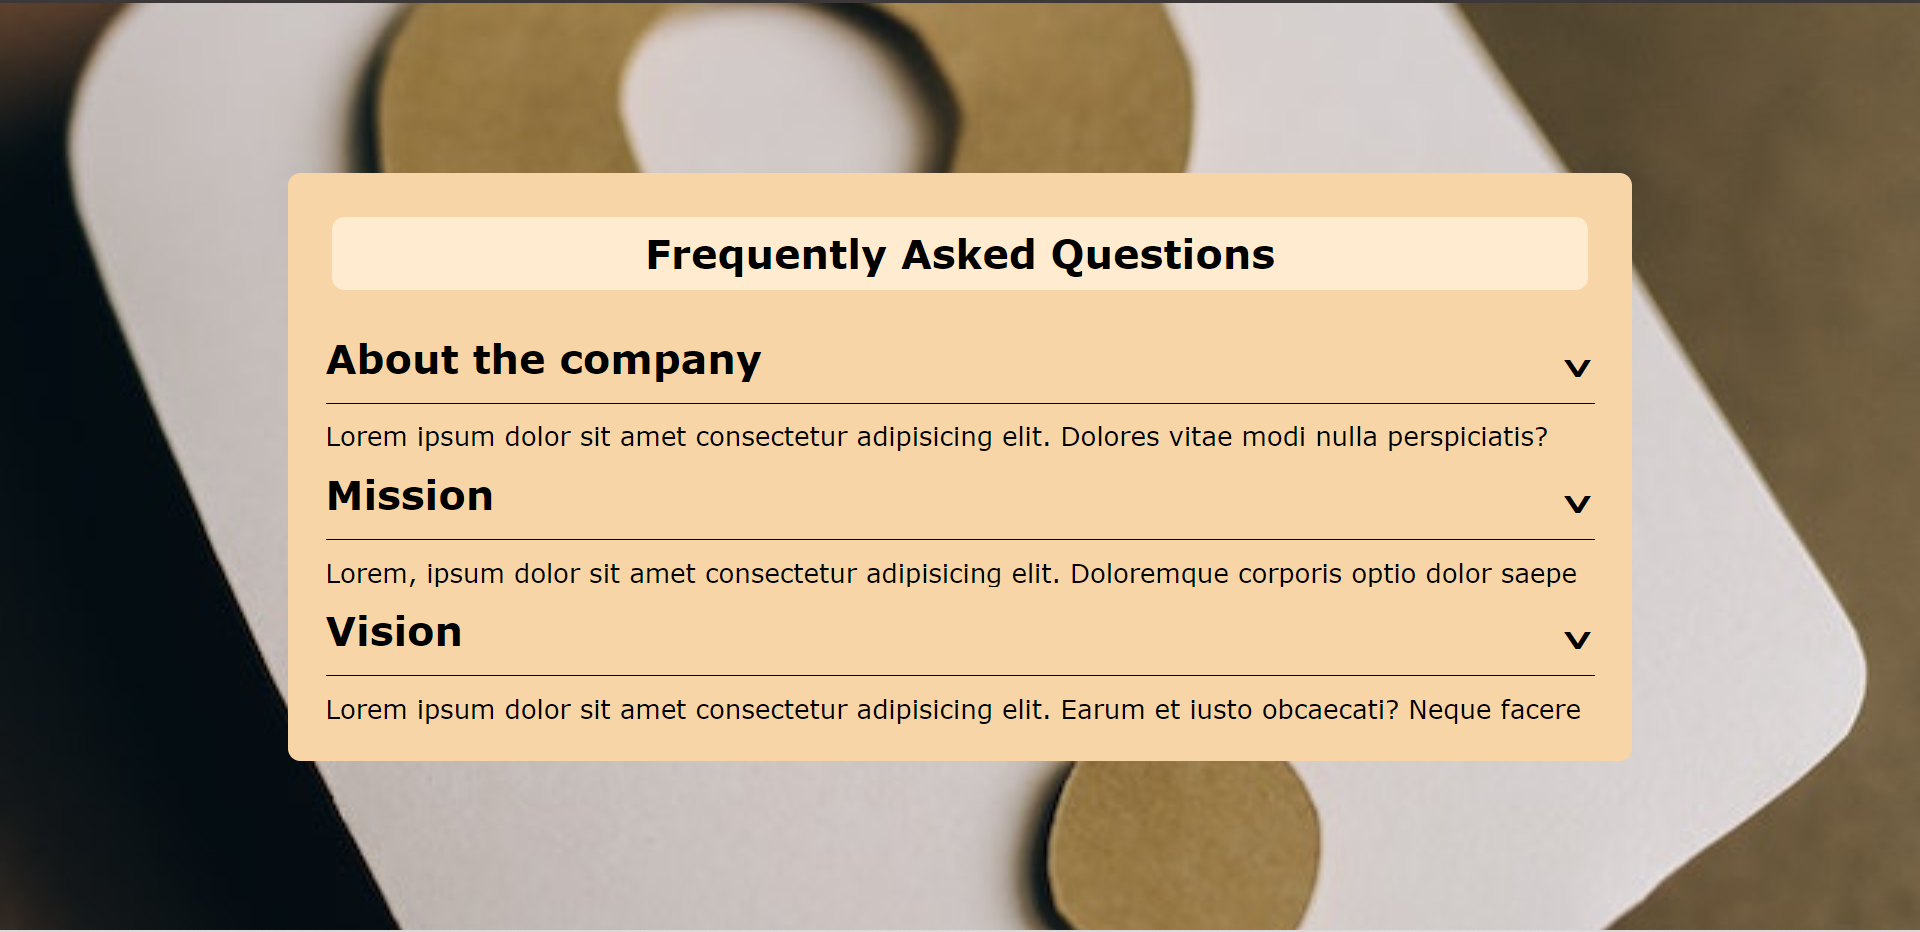 Frequently Asked Questions
About the company
Lorem ipsum dolor sit amet consectetur adipisicing elit. Dolores vitae modi nulla perspiciatis?
Mission
Lorem, ipsum dolor sit amet consectetur adipisicing elit. Doloremque corporis optio dolor saepe
Vision
Lorem ipsum dolor sit amet consectetur adipisicing elit. Earum et iusto obcaecati? Neque facere